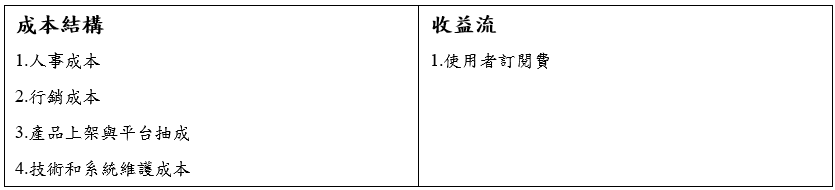 成本結構
1.人事成本
2.行銷成本
3.產品上架與平台抽成
4.技術和系統維護成本
收益流
1.使用者訂閱費